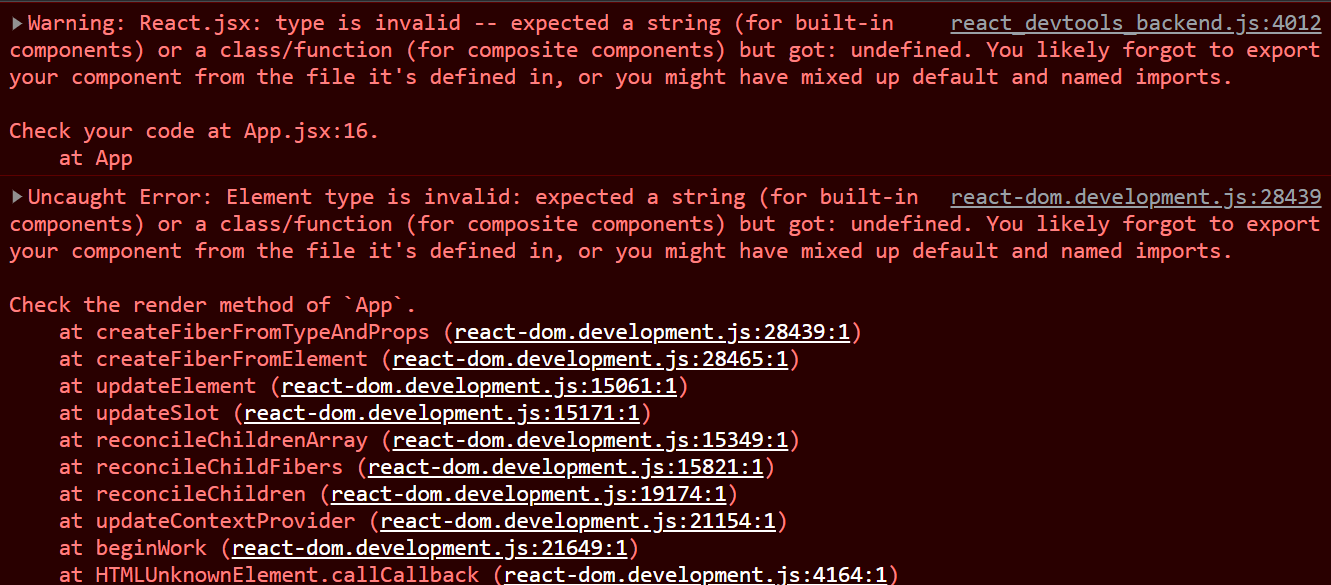 ▶Warning: React.jsx: type is invalid -- expected a string (for built-in react_devtools_backend.js:4012
components) or a class/function (for composite components) but got: undefined. You likely forgot to export
your component from the file it's defined in, or you might have mixed up default and named imports.
Check your code at App.jsx:16.
at App
▶Uncaught Error: Element type is invalid: expected a string (for built-in react-dom.development.js:28439
components) or a class/function (for composite components) but got: undefined. You likely forgot to export
your component from the file it's defined in, or you might have mixed up default and named imports.
Check the render method of `App`.
at createFiberFromTypeAndProps (react-dom.development.js:28439:1)
at createFiberFromElement (react-dom.development.js:28465:1)
at updateElement (react-dom.development.js:15061:1)
at updateSlot (react-dom.development.js:15171:1)
at reconcileChildrenArray (react-dom.development.js:15349:1)
at reconcileChildFibers (react-dom.development.js:15821:1)
at reconcileChildren (react-dom.development.js:19174:1)
at updateContextProvider (react-dom.development.js:21154:1)
at beginWork (react-dom.development.js:21649:1)
at HTMLUnknownElement.callCallback (react-dom.development.js:4164:1)